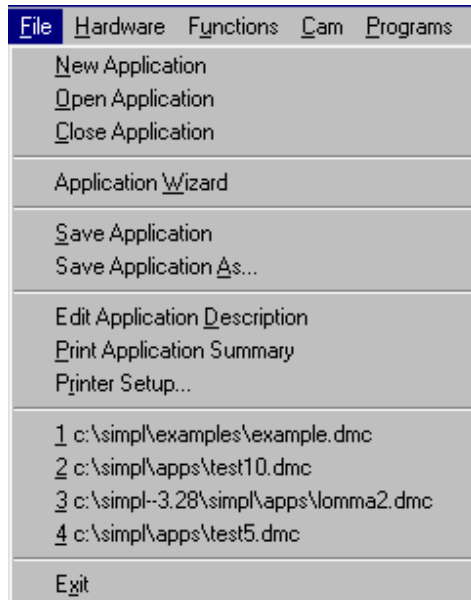 File Hardware Functions Cam Programs
New Application
Open Application
Close Application
Application Wizard
Save Application
Save Application As...
Edit Application Description
Print Application Summary
Printer Setup...
1 c:\simpl\examples\example.dmc
2 c:\simpl\apps\test10.dmc
3 c:\simpl--3.28\simpl\apps\lomma2.dmc
4 c:\simpl\apps\test5.dmc
Exit